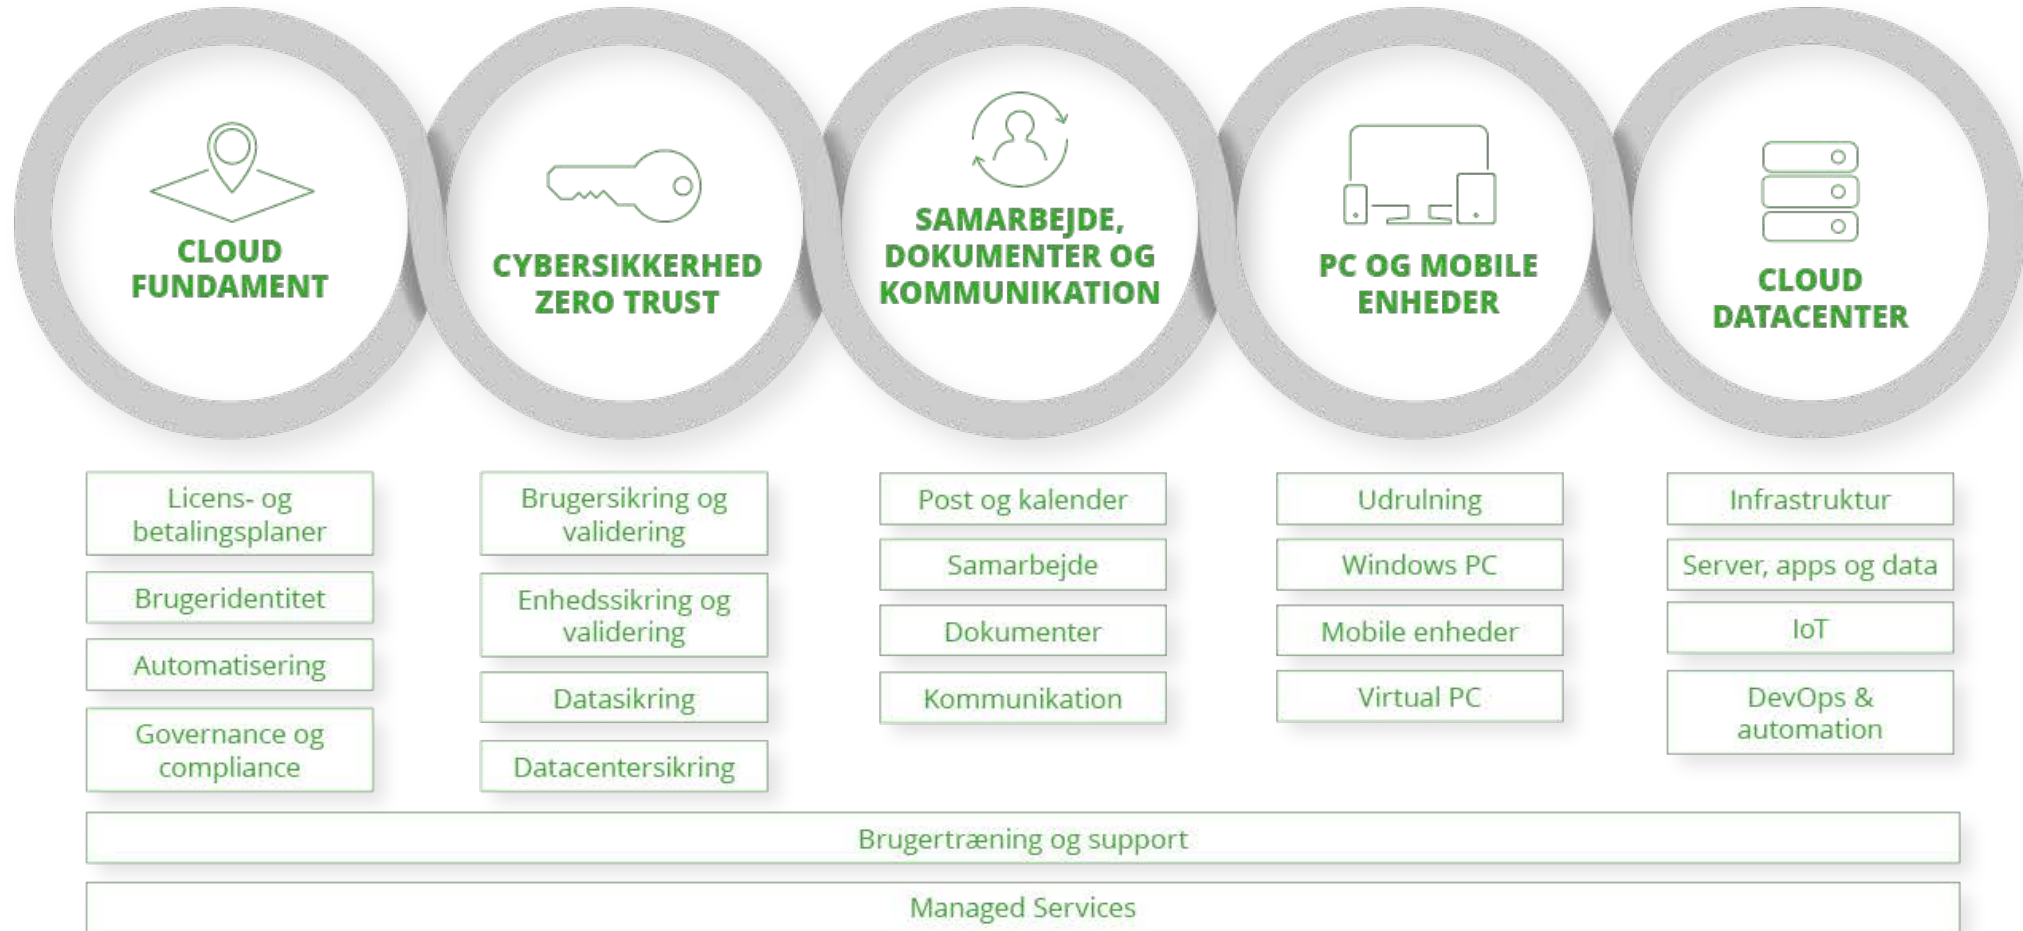 CLOUD
FUNDAMENT
CYBERSIKKERHED
ZERO TRUST
SAMARBEJDE,
DOKUMENTER OG
KOMMUNIKATION
PC OG MOBILE
ENHEDER
CLOUD
DATACENTER
Licens- og
betalingsplaner
Brugeridentitet
Automatisering
Governance og
compliance
Brugersikring og
validering
Enhedssikring og
validering
Datasikring
Datacentersikring
Post og kalender
Samarbejde
Dokumenter
Kommunikation
Udrulning
Windows PC
Mobile enheder
Virtual PC
Infrastruktur
Server, apps og data
IoT
DevOps &
automation
Brugertræning og support
Managed Services